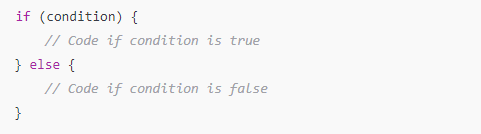 if (condition) {
    // Code if condition is true
} else {
    // Code if condition is false
}